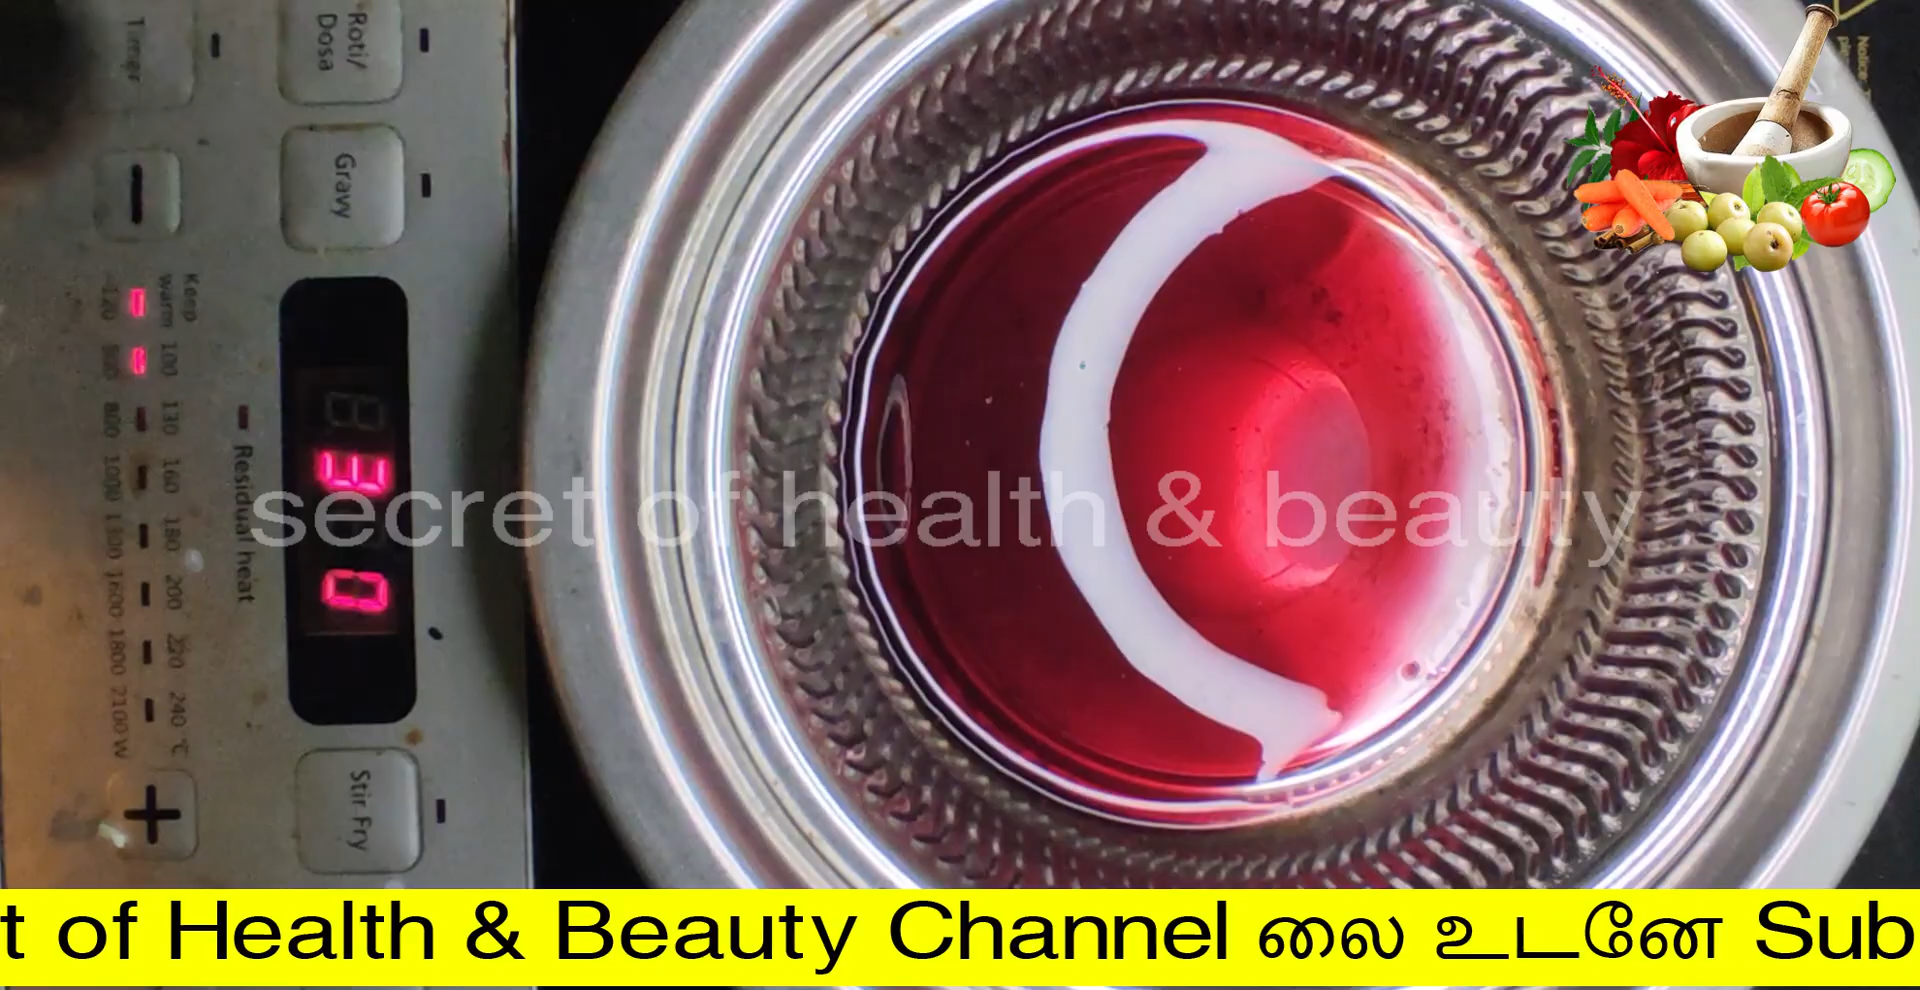 Timer
Roti/
Dosa
Gravy
Keep
warm 100 130 160 180 200 220 240 °C
120 500 800 1000 1300 1600 1800 2100 W
Residual heat
30
Stir Fry
secret of health & beauty
t of Health & Beauty Channel லை உடனே Sub